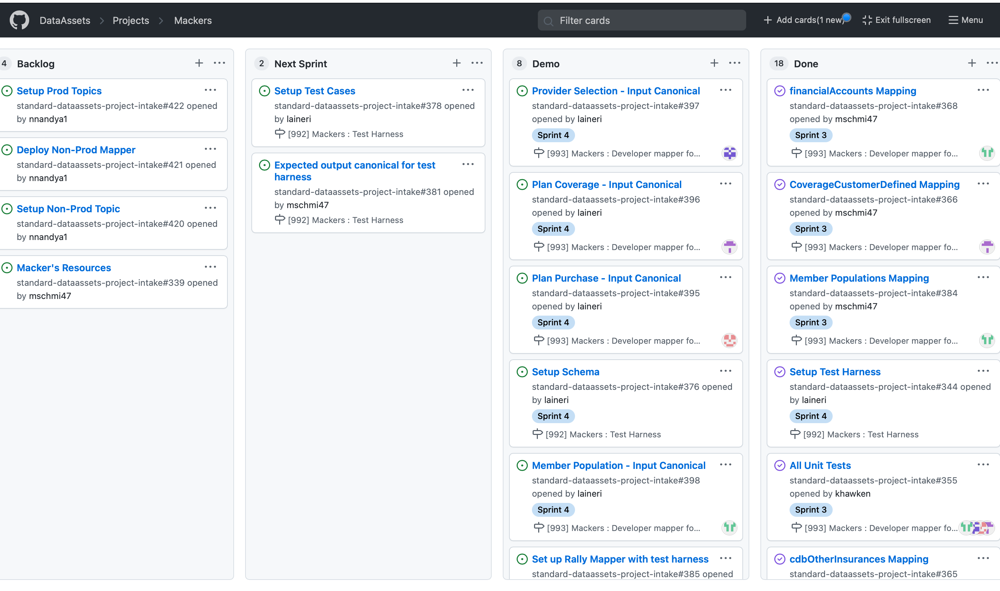 DataAssets > Projects > Mackers
Filter cards
Add cards(1 new)
Exit fullscreen
Menu
4 Backlog
Setup Prod Topics
standard-dataassets-project-intake#422 opened
by nnandya1
Deploy Non-Prod Mapper
standard-dataassets-project-intake#421 opened
by nnandya1
Setup Non-Prod Topic
standard-dataassets-project-intake#420 opened
by nnandya1
Macker's Resources
standard-dataassets-project-intake#339 opened
by mschmi47
2 Next Sprint
Setup Test Cases
standard-dataassets-project-intake#378 opened
by laineri
[992] Mackers : Test Harness
Expected output canonical for test
harness
standard-dataassets-project-intake#381 opened
by mschmi47
[992] Mackers : Test Harness
8 Demo
Provider Selection - Input Canonical
standard-dataassets-project-intake#397
opened by laineri
Sprint 4
[993] Mackers : Developer mapper fo...
Plan Coverage - Input Canonical
standard-dataassets-project-intake#396
opened by laineri
Sprint 4
[993] Mackers : Developer mapper fo...
Plan Purchase - Input Canonical
standard-dataassets-project-intake#395
opened by laineri
Sprint 4
[993] Mackers : Developer mapper fo...
Setup Schema
standard-dataassets-project-intake#376 opened
by laineri
Sprint 4
[992] Mackers : Test Harness
Member Population - Input Canonical
standard-dataassets-project-intake#398
opened by laineri
Sprint 4
[993] Mackers : Developer mapper fo...
Set up Rally Mapper with test harness
standard-dataassets-project-intake#385 opened
18 Done
financialAccounts Mapping
standard-dataassets-project-intake#368
opened by mschmi47
Sprint 3
[993] Mackers : Developer mapper fo...
CoverageCustomerDefined Mapping
standard-dataassets-project-intake#366
opened by mschmi47
Sprint 3
[993] Mackers : Developer mapper fo...
Member Populations Mapping
standard-dataassets-project-intake#384
opened by mschmi47
Sprint 3
[993] Mackers : Developer mapper fo...
Setup Test Harness
standard-dataassets-project-intake#344 opened
by laineri
Sprint 4
[992] Mackers : Test Harness
All Unit Tests
standard-dataassets-project-intake#355
opened by khawken
Sprint 3
[993] Mackers : Developer mapper fo...
cdbOtherInsurances Mapping
standard-dataassets-project-intake#365